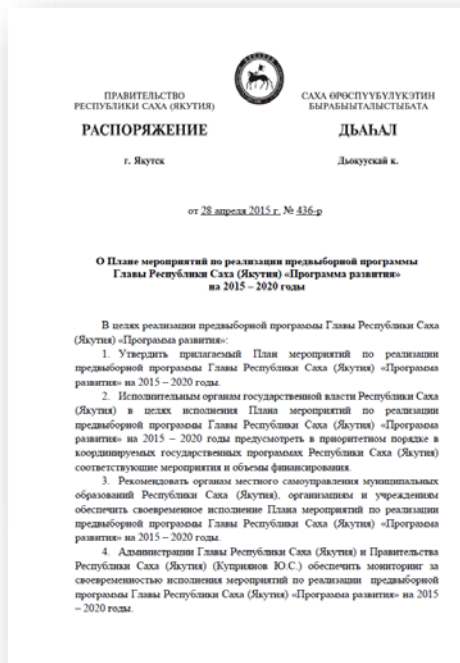 ПРАВИТЕЛЬСТВО
РЕСПУБЛИКИ САХА (ЯКУТИЯ)
САХА ӨРӨСПҮҮБҮЛҮКЭТИН
БЫРАБЫЫТАЛЫСТЫБАТА
РАСПОРЯЖЕНИЕ
ДЬАҺАЛ
г. Якутск
Дьокуускай к.
от 28 апреля 2015 г. № 436-р
О Плане мероприятий по реализации предвыборной программы
Главы Республики Саха (Якутия) «Программа развития»
на 2015 – 2020 годы
В целях реализации предвыборной программы Главы Республики Саха
(Якутия) «Программа развития»:
1. Утвердить прилагаемый План мероприятий по реализации
предвыборной программы Главы Республики Саха (Якутия) «Программа
развития» на 2015 – 2020 годы.
2. Исполнительным органам государственной власти Республики Саха
(Якутия) в целях исполнения Плана мероприятий по реализации
предвыборной программы Главы Республики Саха (Якутия) «Программа
развития» на 2015 – 2020 годы предусмотреть в приоритетном порядке в
координируемых государственных программах Республики Саха (Якутия)
соответствующие мероприятия и объемы финансирования.
3. Рекомендовать органам местного самоуправления муниципальных
образований Республики Саха (Якутия), организациям и учреждениям
обеспечить своевременное исполнение Плана мероприятий по реализации
предвыборной программы Главы Республики Саха (Якутия) «Программа
развития» на 2015 – 2020 годы.
4. Администрации Главы Республики Саха (Якутия) и Правительства
Республики Саха (Якутия) (Куприянов Ю.С.) обеспечить мониторинг за
своевременностью исполнения мероприятий по реализации предвыборной
программы Главы Республики Саха (Якутия) «Программа развития» на 2015
– 2020 годы.